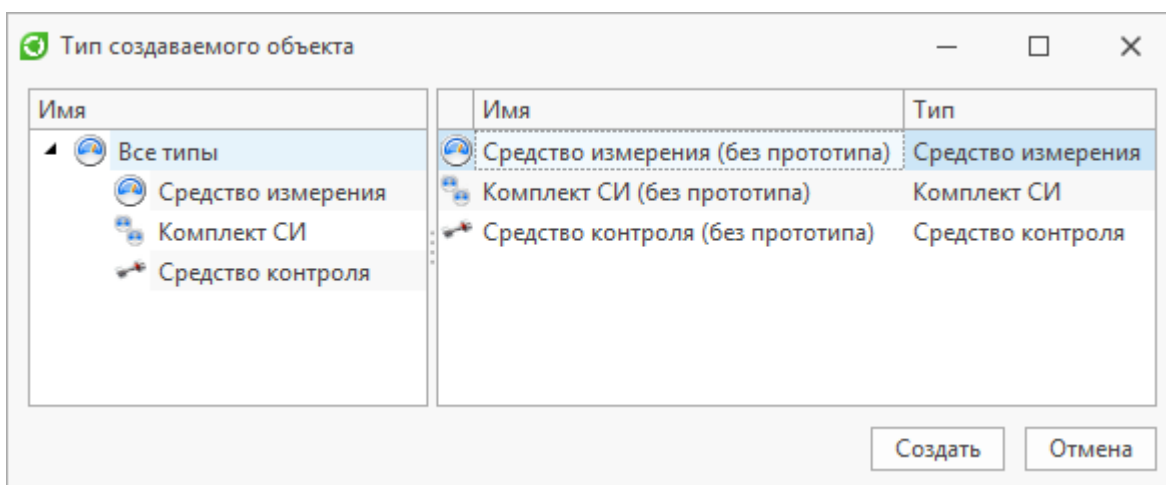 Тип создаваемого объекта
Имя
Все типы
Средство измерения
Комплект СИ
Средство контроля
Имя Тип
Средство измерения (без прототипа) Средство измерения
Комплект СИ (без прототипа) Комплект СИ
Средство контроля (без прототипа) Средство контроля
Создать Отмена